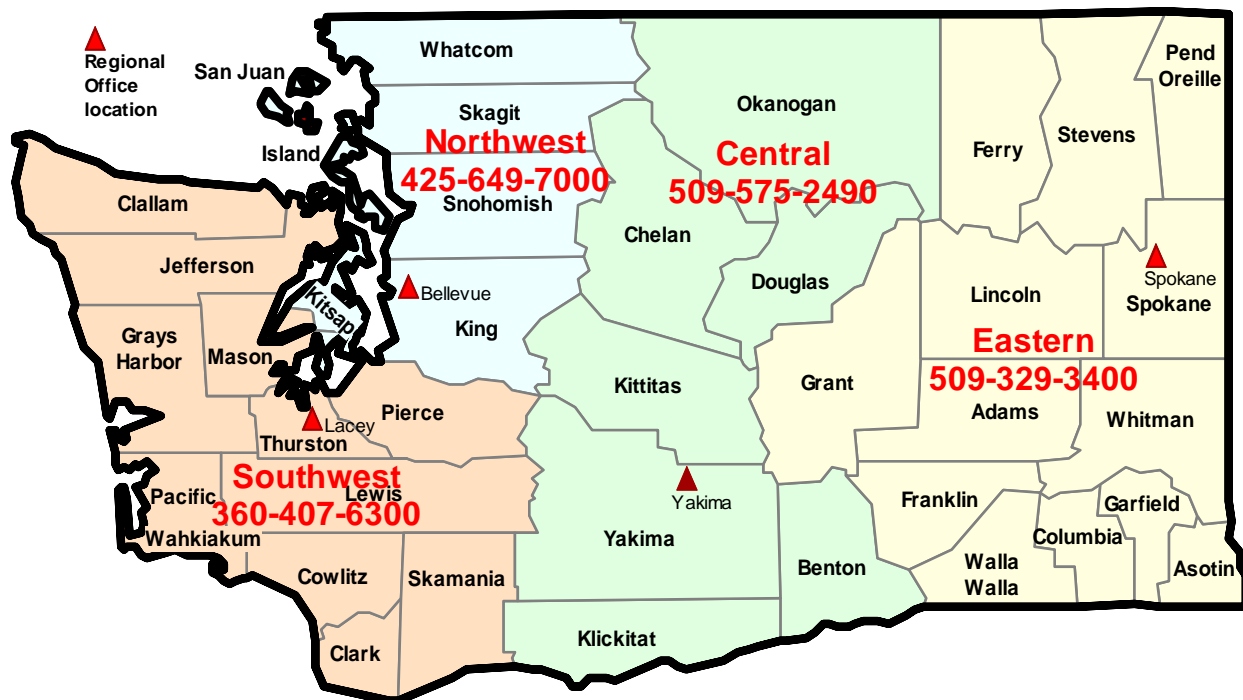 Regional
Office
location
San Juan
Island
Whatcom
Skagit
Northwest
425-649-7000
Snohomish
Okanogan
Central
509-575-2490
Ferry
Stevens
Pend
Oreille
Clallam
Jefferson
Chelan
Douglas
Lincoln
Spokane
Spokane
Kitsap
Bellevue
King
Grays
Harbor
Mason
Eastern
509-329-3400
Kittitas
Grant
Adams
Whitman
Pierce
Lacey
Thurston
Southwest
Lewis
360-407-6300
Pacific
Wahkiakum
Yakima
Yakima
Franklin
Garfield
Columbia
Walla
Walla
Asotin
Benton
Cowlitz
Skamania
Klickitat
Clark